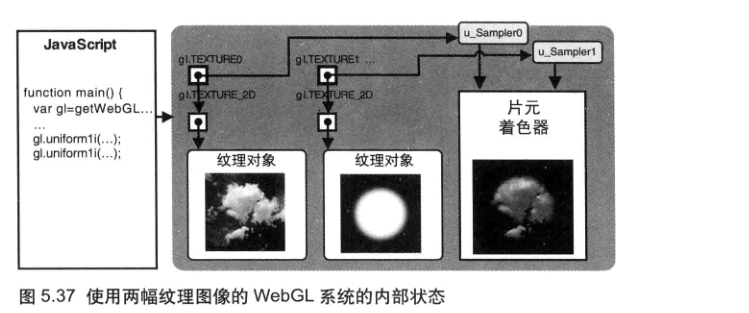 JavaScript
function main() {
var gl=getWebGL...
...
gl.uniform1i(...);
gl.uniform1i(...);
u_Sampler0
u_Sampler1
gl.TEXTURE0
gl.TEXTURE1 ...
gl.TEXTURE_2D
gl.TEXTURE_2D
纹理对象
纹理对象
片元
着色器
图 5.37 使用两幅纹理图像的 WebGL 系统的内部状态